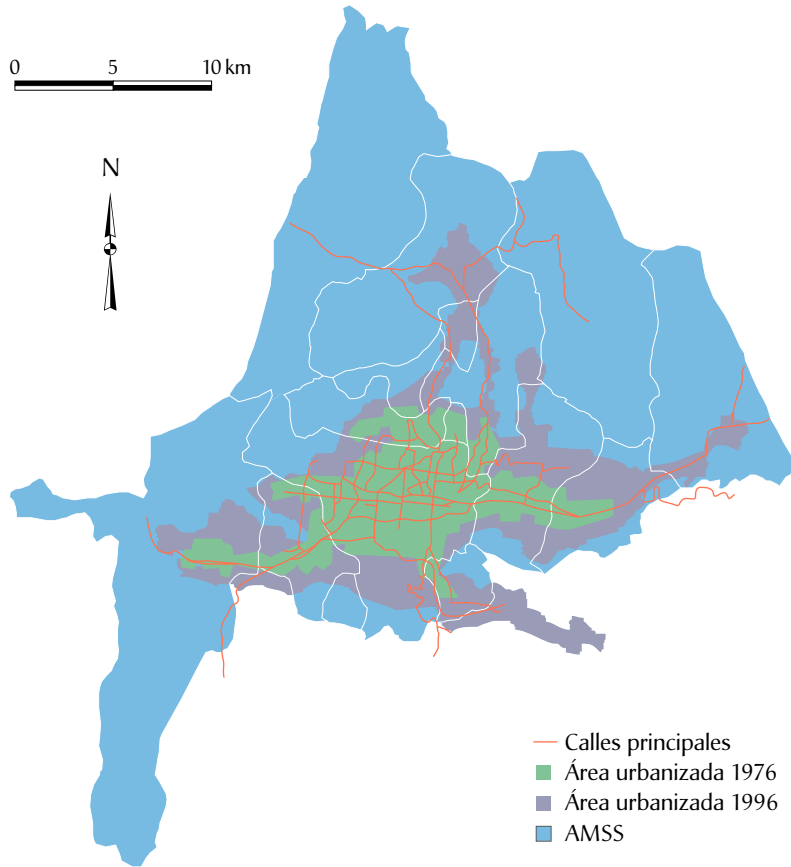 0 5 10 km
N
Calles principales
Área urbanizada 1976
Área urbanizada 1996
AMSS